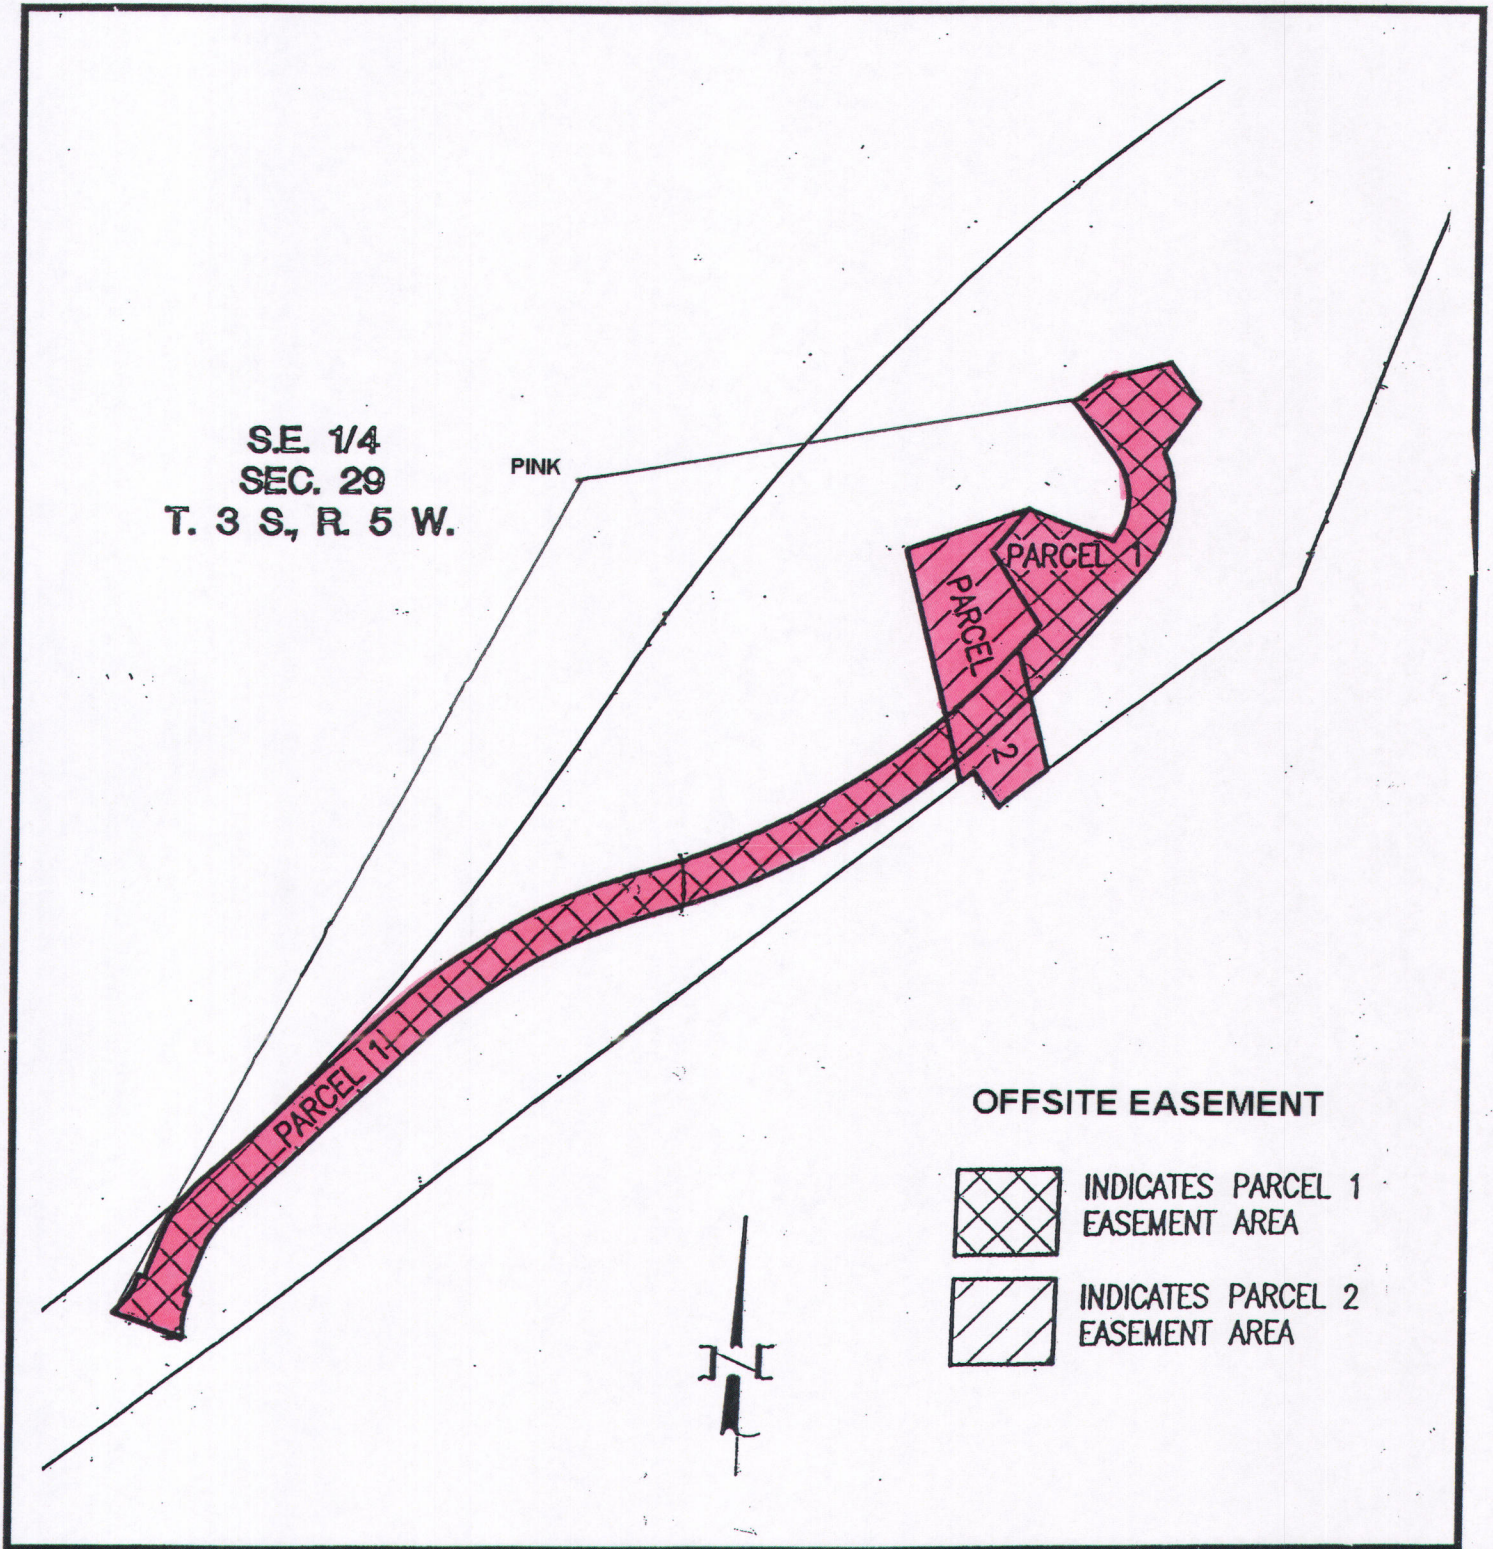 S.E. 1/4
SEC. 29
T. 3 S., R. 5 W.
PINK
PARCEL 1
PARCEL
2
PARCEL 1
OFFSITE EASEMENT
INDICATES PARCEL 1
EASEMENT AREA
INDICATES PARCEL 2
EASEMENT AREA
N